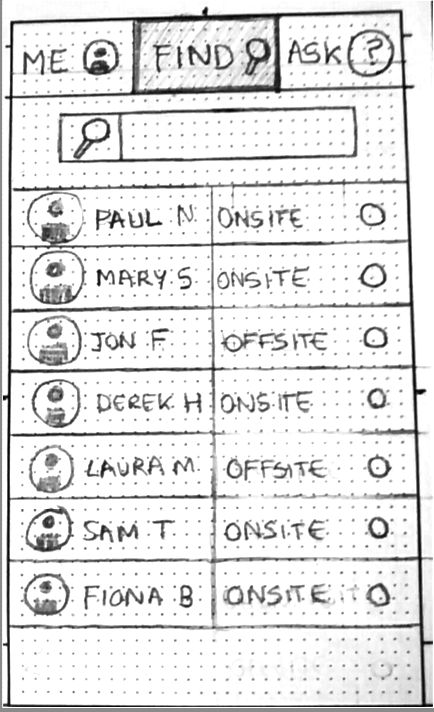 ME FIND ASK ?
PAUL N ONSITE
MARY S ONSITE
JON F OFFSITE
DEREK H ONSITE
LAURA M OFFSITE
SAM T ONSITE
FIONA B ONSITE